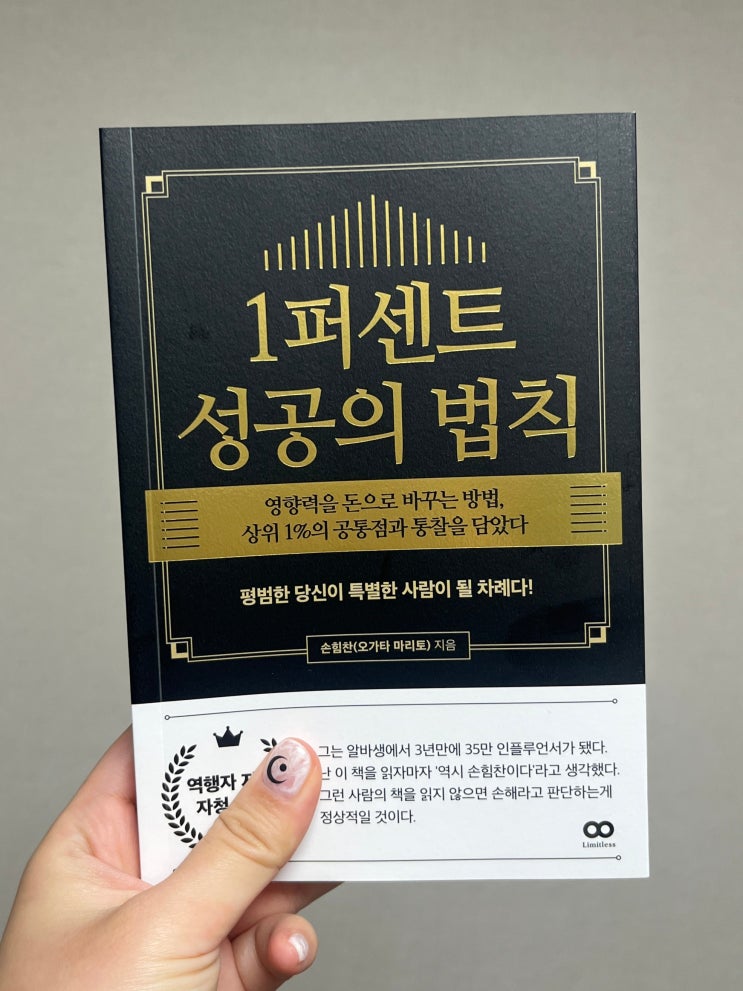 1퍼센트
성공의 법칙
영향력을 돈으로 바꾸는 방법,
상위 1%의 공통점과 통찰을 담았다
평범한 당신이 특별한 사람이 될 차례다!
손힘찬(오가타 마리토) 지음
역행자
자청
그는 알바생에서 3년만에 35만 인플루언서가 됐다.
난 이 책을 읽자마자 '역시 손힘찬이다'라고 생각했다.
그런 사람의 책을 읽지 않으면 손해라고 판단하는게
정상적일 것이다.
Limitless